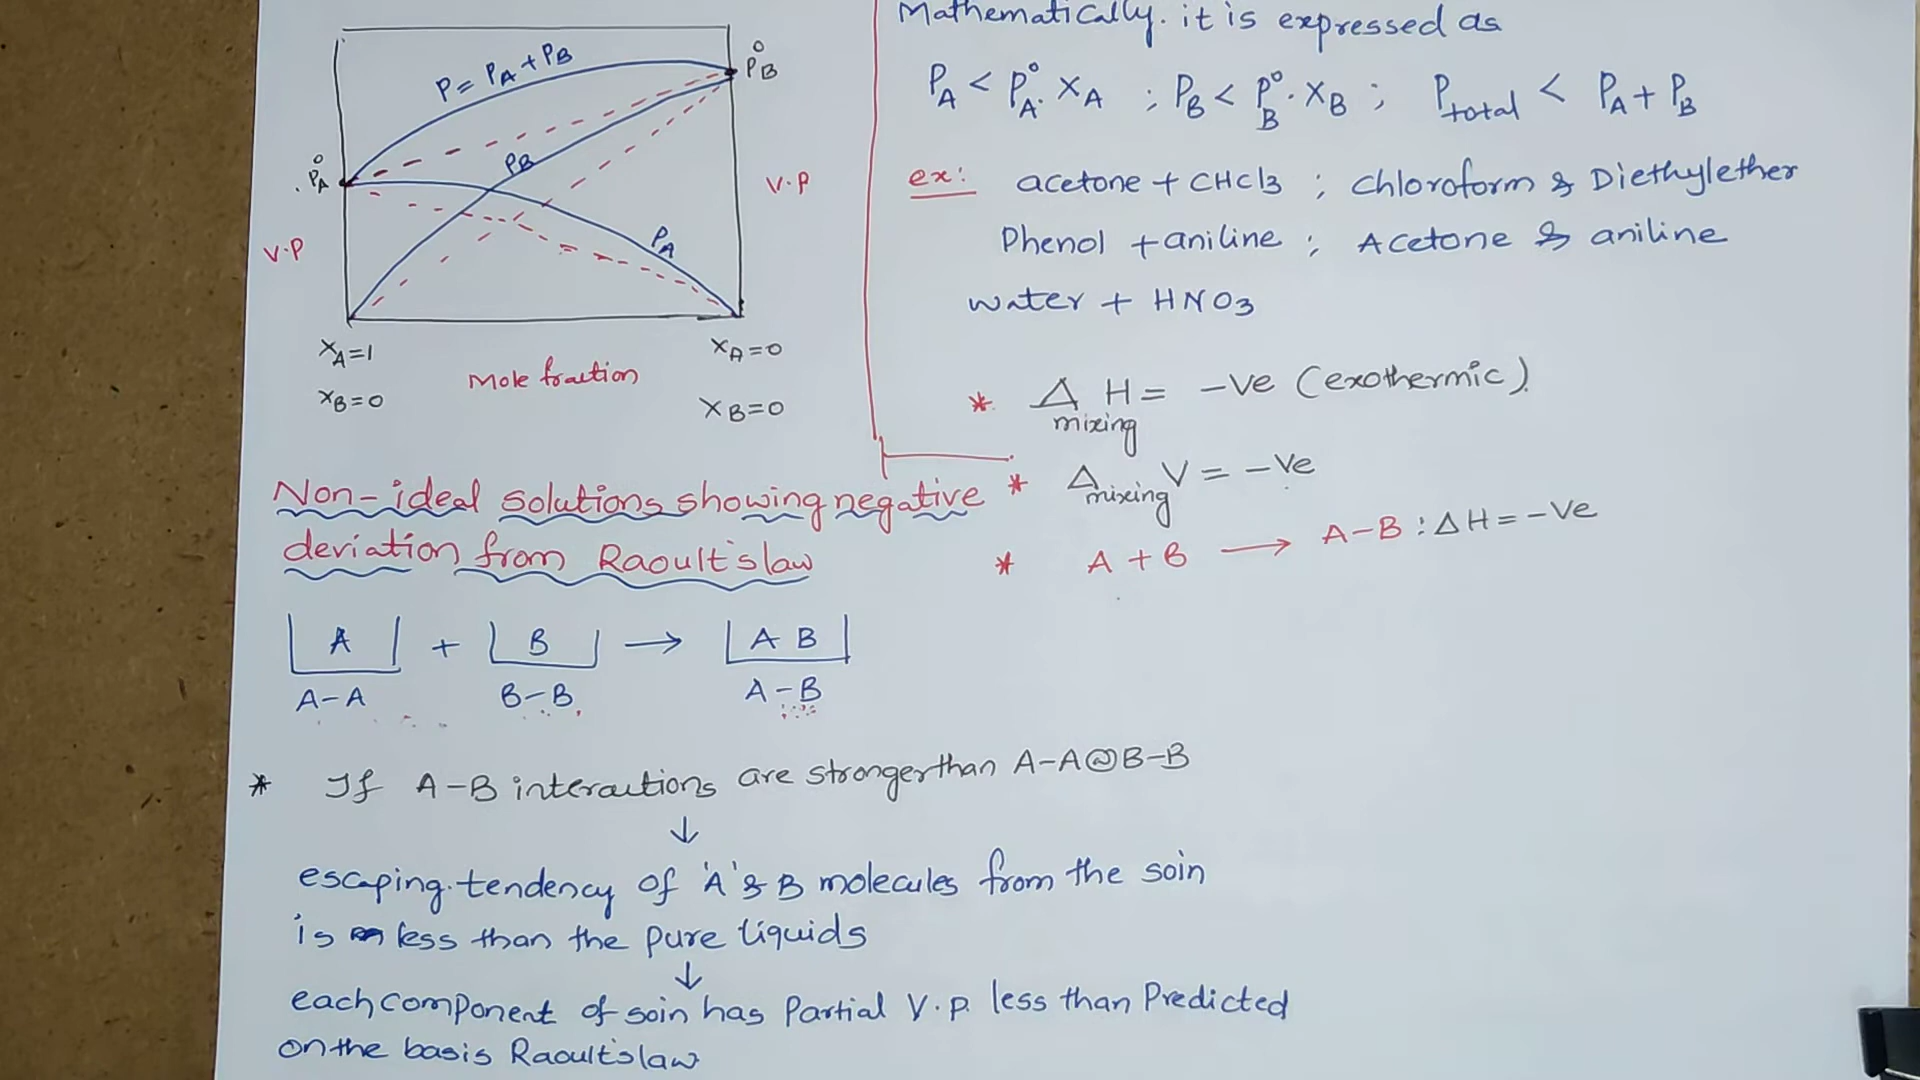 P = PA + PB
P°B
P°A
PB
PA
V.P
V.P
XA=1
XA=0
Mole fraction
XB=0
XB=0
Non-ideal solutions showing negative
deviation from Raoult's law
A + B → A B
A-A B-B A-B
* If A-B interactions are stronger than A-A @ B-B
↓
escaping tendency of 'A' & B molecules from the soln
is less than the pure liquids
↓
each component of soln has Partial V.P. less than Predicted
on the basis Raoult's law
Mathematically. it is expressed as
PA < P°A. XA ; PB < P°B. XB ; Ptotal < PA + PB
ex: acetone + CHCl3 ; chloroform & Diethylether
Phenol + aniline ; Acetone & aniline
water + HNO3
* Δmixing H = -Ve (exothermic)
* Δmixing V = -Ve
* A + B → A-B : ΔH = -Ve